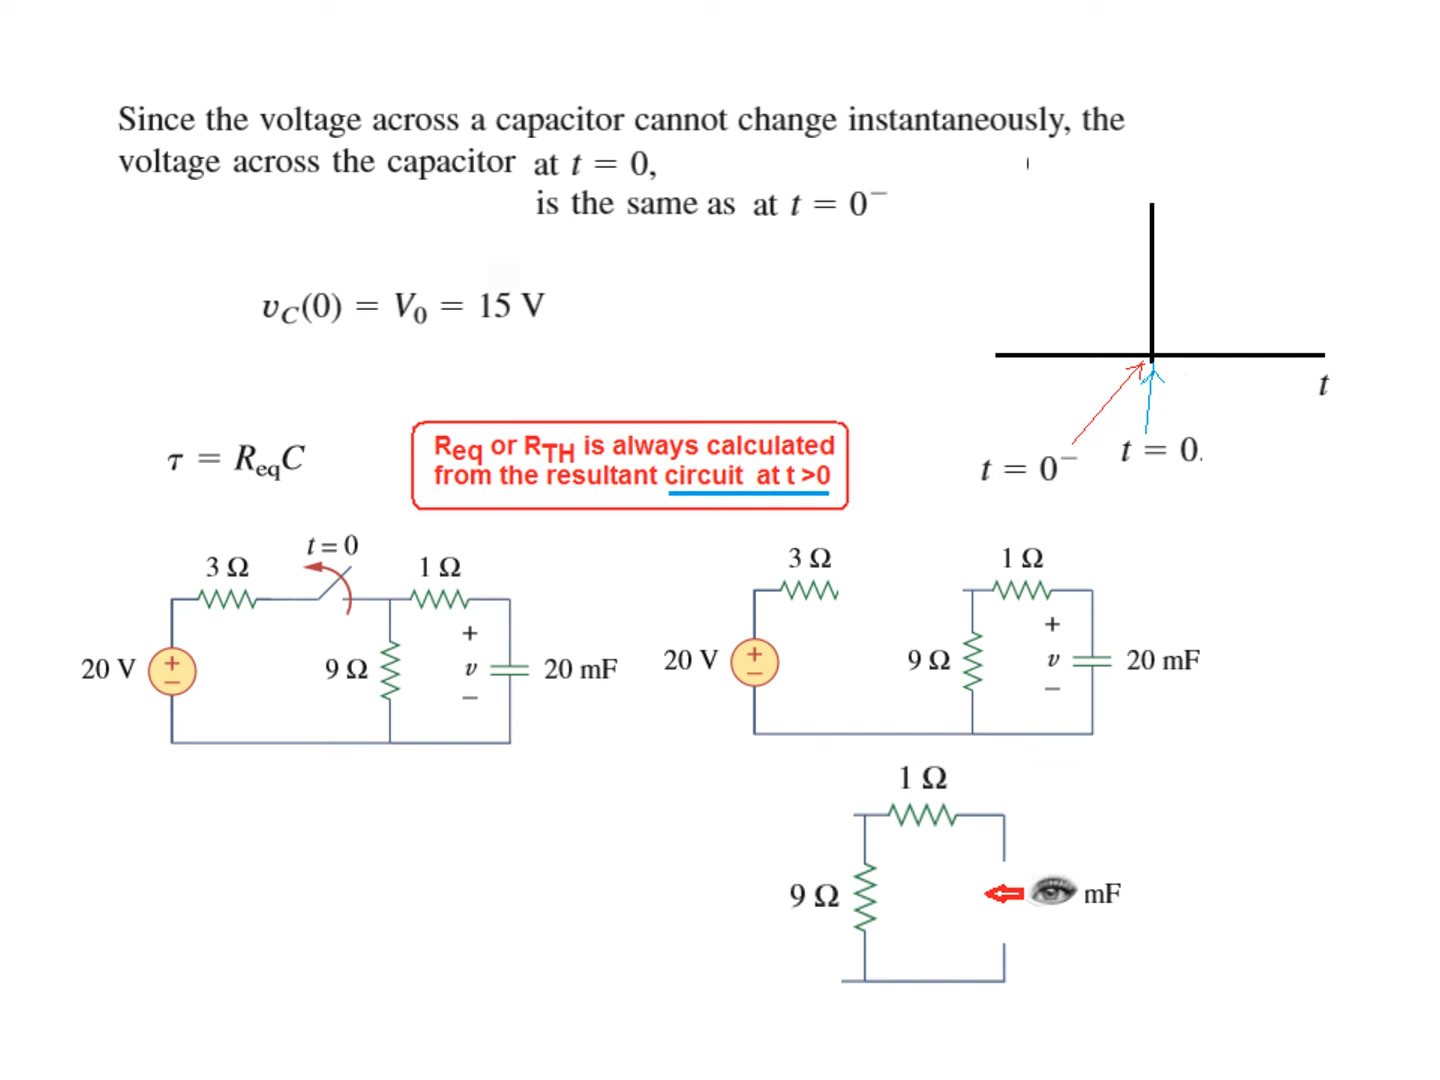 Since the voltage across a capacitor cannot change instantaneously, the
voltage across the capacitor at t = 0,
is the same as at t = 0⁻
v_C(0) = V₀ = 15 V
t
τ = R_eq C
Req or RTH is always calculated
from the resultant circuit at t >0
t = 0⁻
t = 0.
3 Ω
t = 0
1 Ω
20 V
+
−
9 Ω
+
v
−
20 mF
3 Ω
1 Ω
20 V
+
−
9 Ω
+
v
−
20 mF
1 Ω
9 Ω
mF